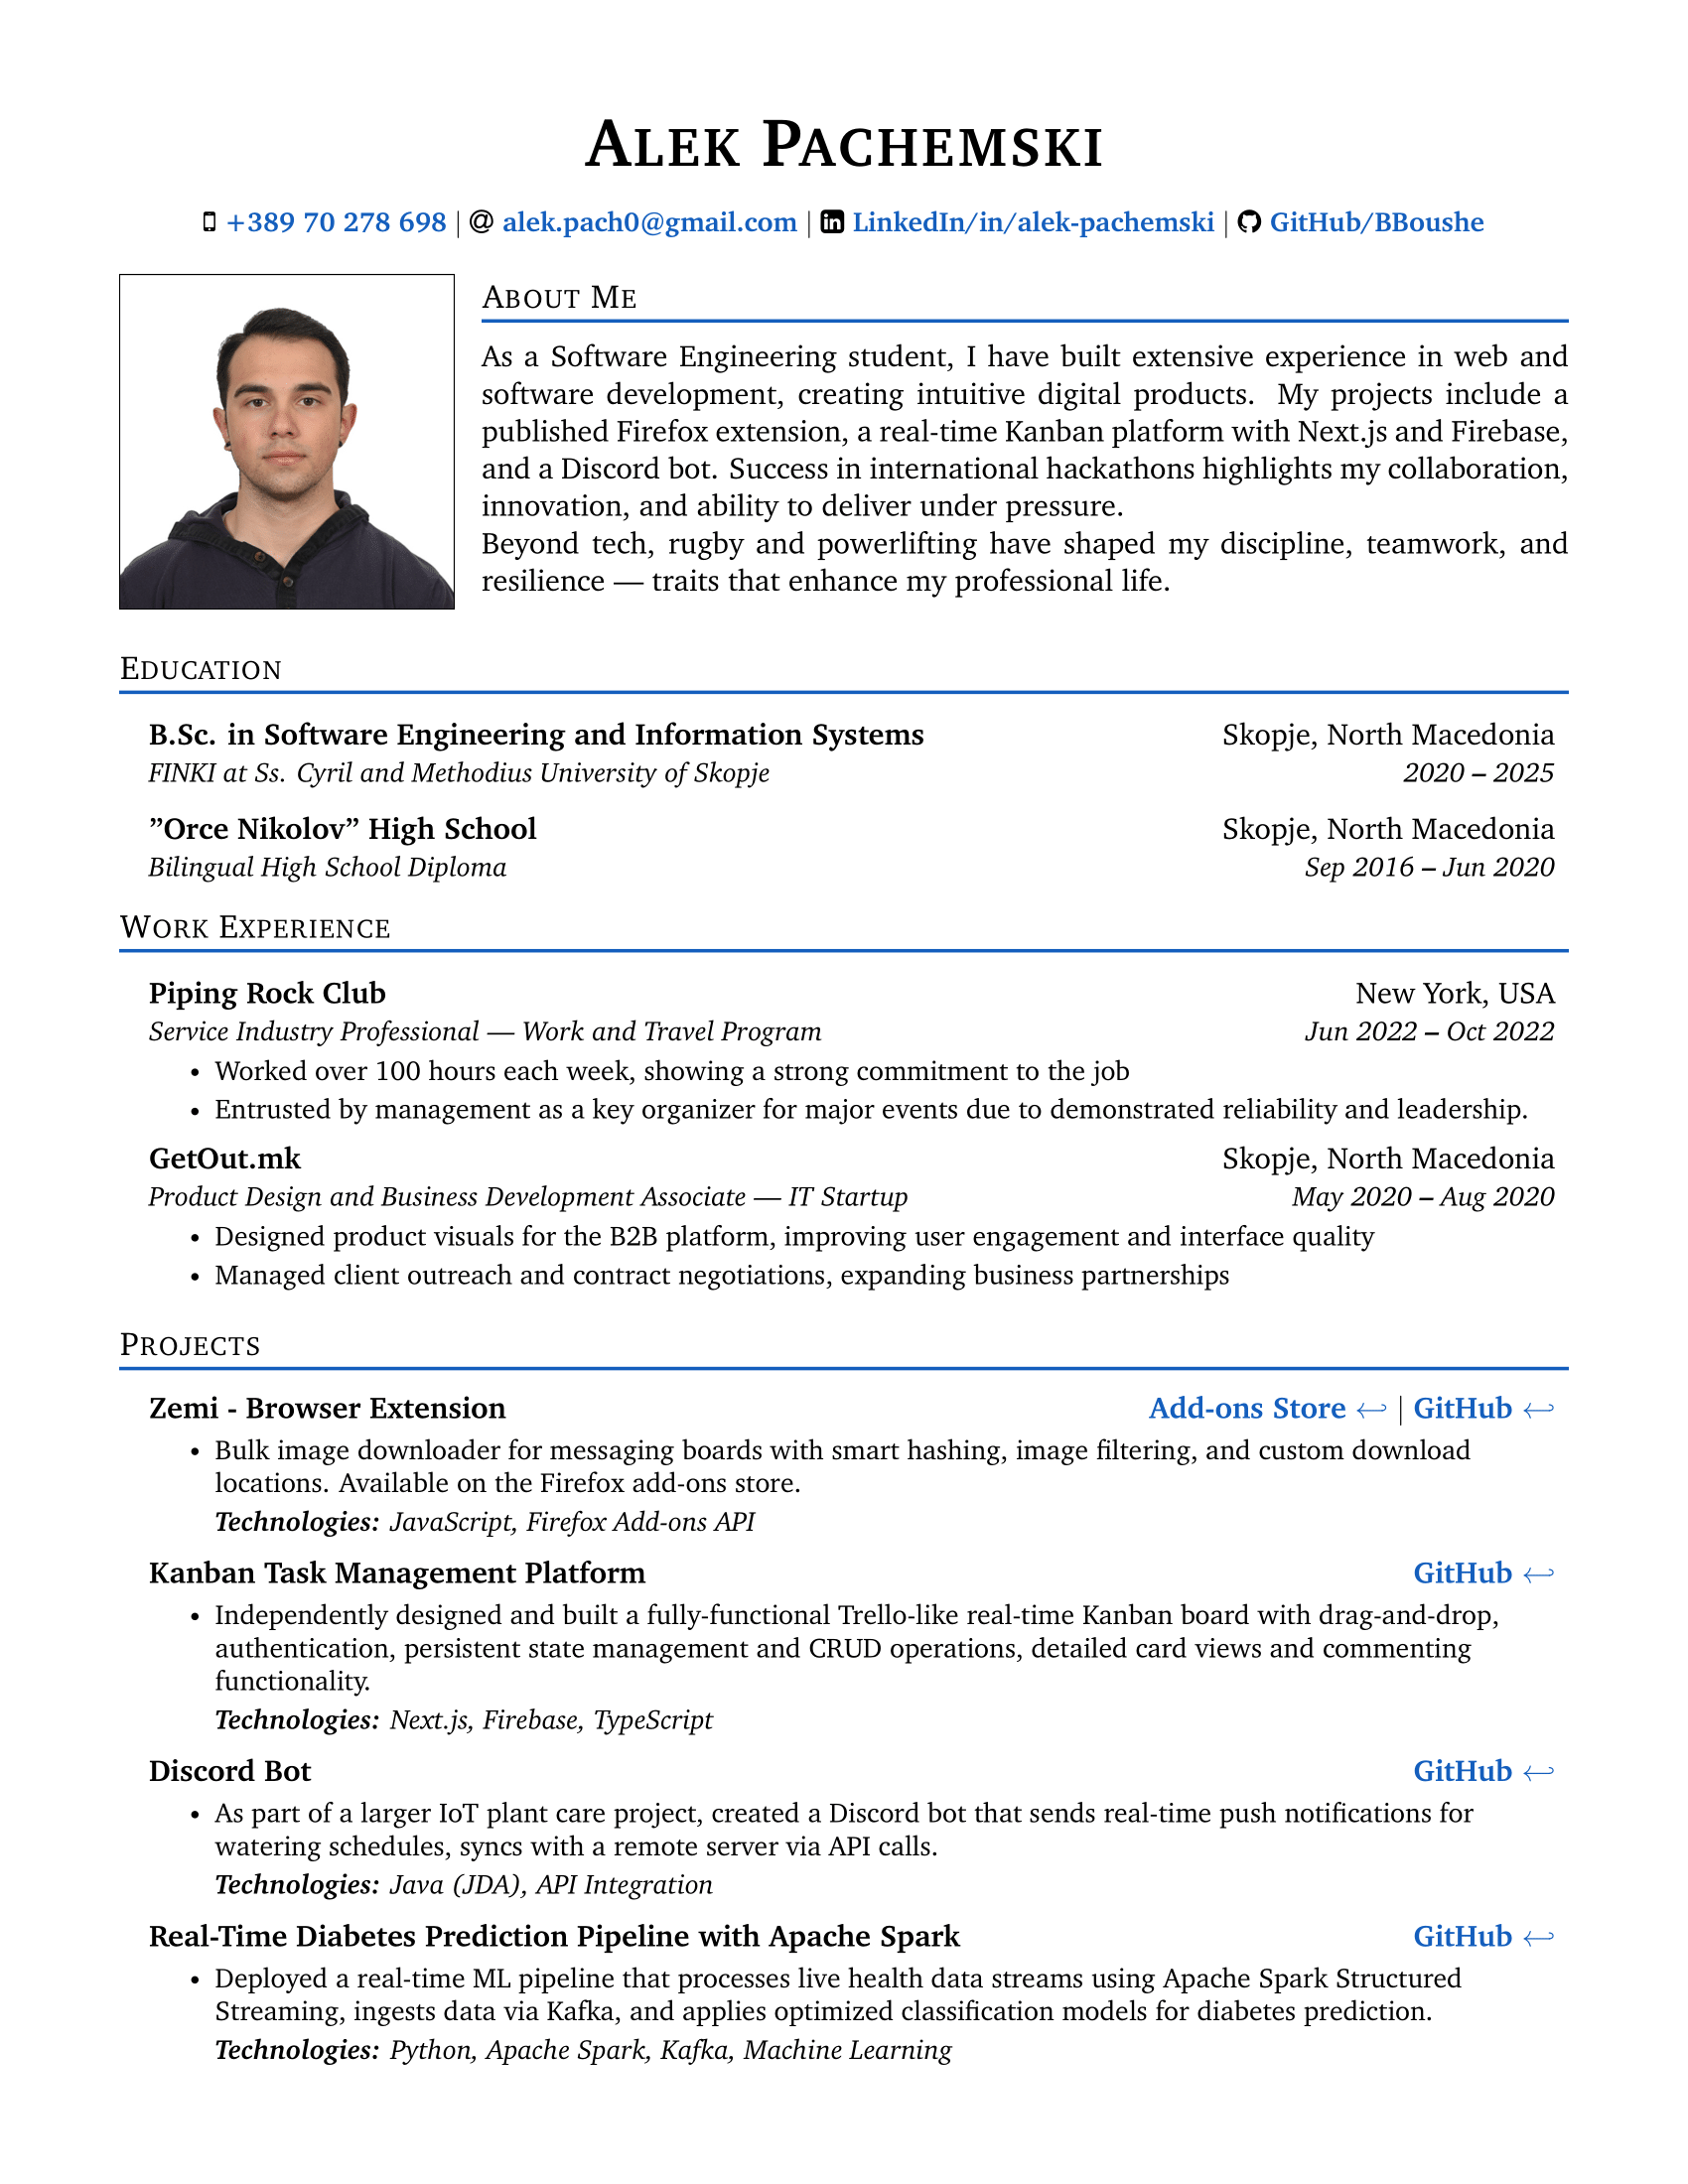 Alek Pachemski
+389 70 278 698 | alek.pach0@gmail.com | LinkedIn/in/alek-pachemski | GitHub/BBoushe
About Me
As a Software Engineering student, I have built extensive experience in web and
software development, creating intuitive digital products. My projects include a
published Firefox extension, a real-time Kanban platform with Next.js and Firebase,
and a Discord bot. Success in international hackathons highlights my collaboration,
innovation, and ability to deliver under pressure.
Beyond tech, rugby and powerlifting have shaped my discipline, teamwork, and
resilience — traits that enhance my professional life.
Education
B.Sc. in Software Engineering and Information Systems Skopje, North Macedonia
FINKI at Ss. Cyril and Methodius University of Skopje 2020 – 2025
”Orce Nikolov” High School Skopje, North Macedonia
Bilingual High School Diploma Sep 2016 – Jun 2020
Work Experience
Piping Rock Club New York, USA
Service Industry Professional — Work and Travel Program Jun 2022 – Oct 2022
• Worked over 100 hours each week, showing a strong commitment to the job
• Entrusted by management as a key organizer for major events due to demonstrated reliability and leadership.
GetOut.mk Skopje, North Macedonia
Product Design and Business Development Associate — IT Startup May 2020 – Aug 2020
• Designed product visuals for the B2B platform, improving user engagement and interface quality
• Managed client outreach and contract negotiations, expanding business partnerships
Projects
Zemi - Browser Extension Add-ons Store ↩ | GitHub ↩
• Bulk image downloader for messaging boards with smart hashing, image filtering, and custom download
locations. Available on the Firefox add-ons store.
Technologies: JavaScript, Firefox Add-ons API
Kanban Task Management Platform GitHub ↩
• Independently designed and built a fully-functional Trello-like real-time Kanban board with drag-and-drop,
authentication, persistent state management and CRUD operations, detailed card views and commenting
functionality.
Technologies: Next.js, Firebase, TypeScript
Discord Bot GitHub ↩
• As part of a larger IoT plant care project, created a Discord bot that sends real-time push notifications for
watering schedules, syncs with a remote server via API calls.
Technologies: Java (JDA), API Integration
Real-Time Diabetes Prediction Pipeline with Apache Spark GitHub ↩
• Deployed a real-time ML pipeline that processes live health data streams using Apache Spark Structured
Streaming, ingests data via Kafka, and applies optimized classification models for diabetes prediction.
Technologies: Python, Apache Spark, Kafka, Machine Learning